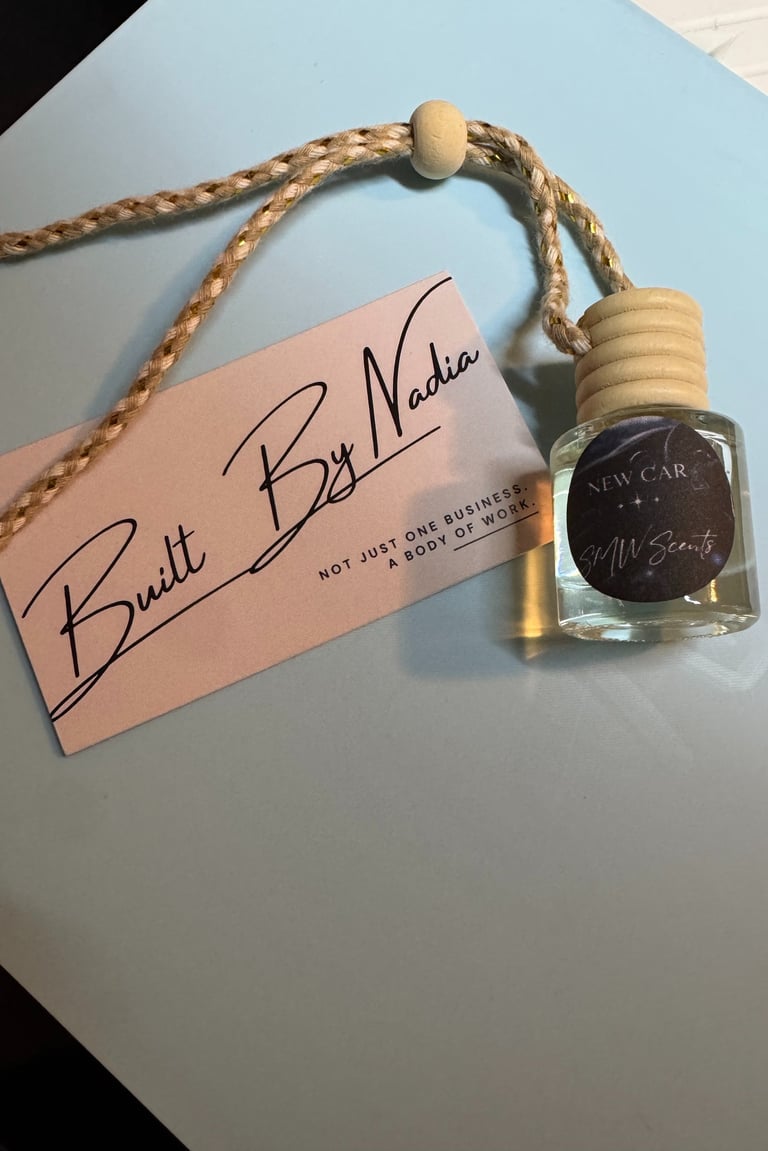 Built By Nadia
NOT JUST ONE BUSINESS.
A BODY OF WORK.
NEW CAR
SMW Scents